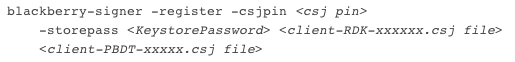 blackberry-signer -register -csjpin <csj pin>
-storepass <KeystorePassword> <client-RDK-xxxxxx.csj file>
<client-PBDT-xxxxx.csj file>